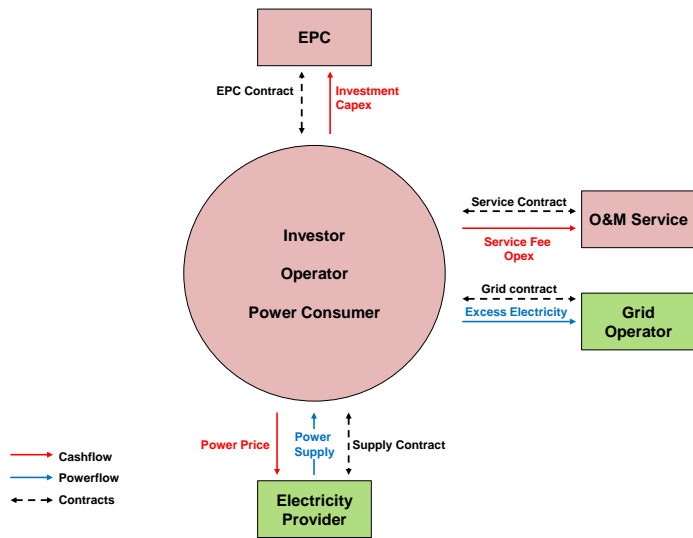 EPC
EPC Contract
Investment
Capex
Investor
Operator
Power Consumer
Service Contract
Service Fee
Opex
O&M Service
Grid contract
Excess Electricity
Grid
Operator
Power Price
Power
Supply
Supply Contract
Electricity
Provider
Cashflow
Powerflow
Contracts